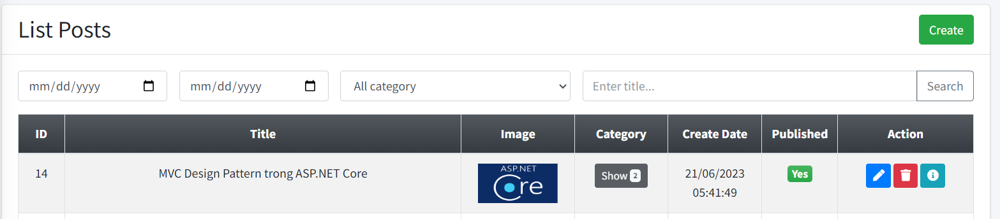 List Posts
Create
mm/dd/yyyy
mm/dd/yyyy
All category
Enter title...
Search
ID
Title
Image
Category
Create Date
Published
Action
14
MVC Design Pattern trong ASP.NET Core
ASP.NET
Core
Show 2
21/06/2023
05:41:49
Yes